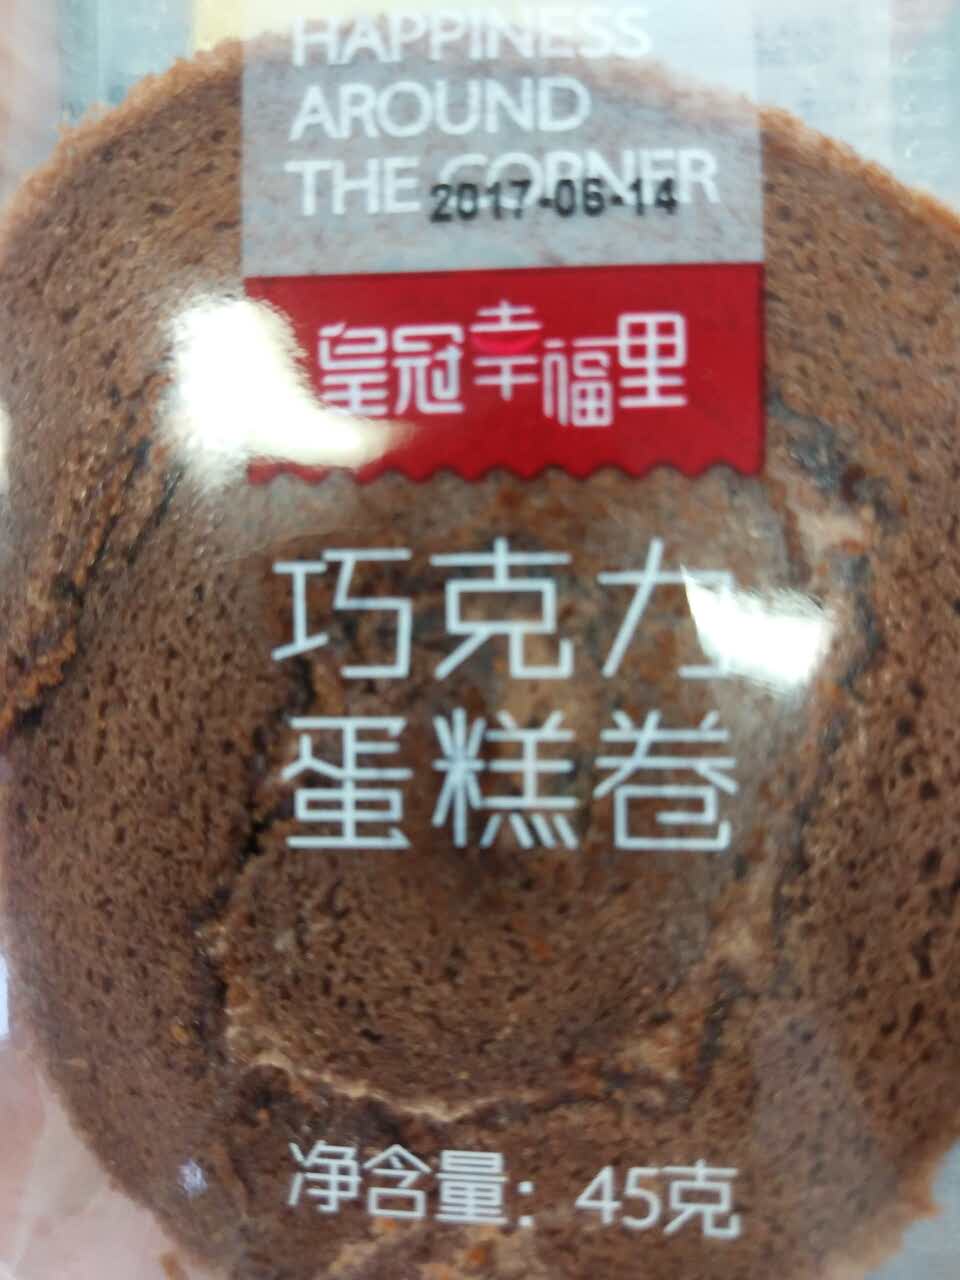 HAPPINESS
AROUND
THE CORNER
2017-06-14
皇冠幸福里
巧克力
蛋糕卷
净含量：45克